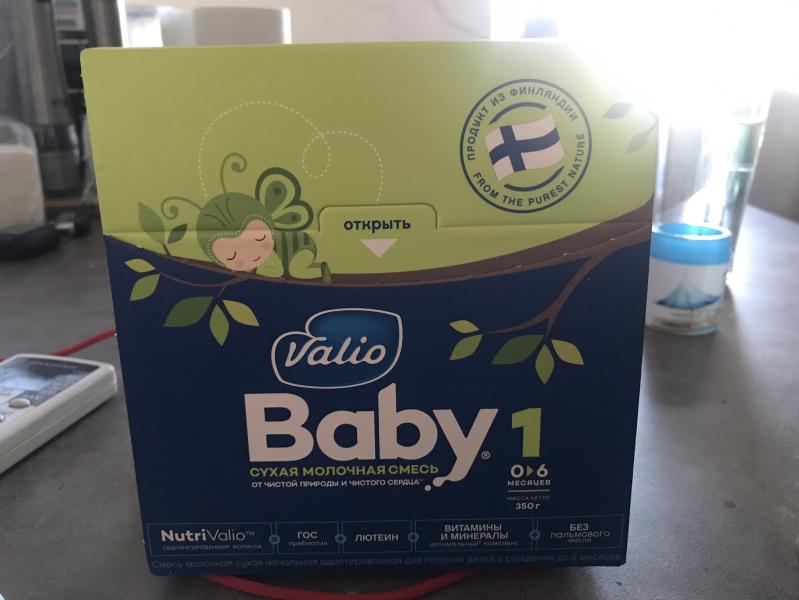 ПРОДУКТ ИЗ ФИНЛЯНДИИ
FROM THE PUREST NATURE
ОТКРЫТЬ
Valio
Baby® 1
СУХАЯ МОЛОЧНАЯ СМЕСЬ
ОТ ЧИСТОЙ ПРИРОДЫ И ЧИСТОГО СЕРДЦА™
0▸6
МЕСЯЦЕВ
МАССА НЕТТО
350 г
NutriValio™
СБАЛАНСИРОВАННАЯ* ФОРМУЛА
ГОС
пребиотик
ЛЮТЕИН
ВИТАМИНЫ
И МИНЕРАЛЫ
оптимальный* комплекс
БЕЗ
пальмового
масла
Смесь молочная сухая начальная адаптированная для питания детей с рождения до 6 месяцев